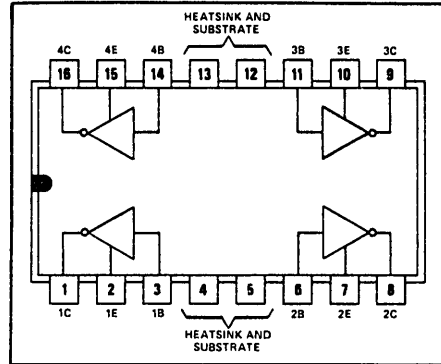 HEATSINK AND
SUBSTRATE
4C 4E 4B 3B 3E 3C
16 15 14 13 12 11 10 9
1 2 3 4 5 6 7 8
1C 1E 1B 2B 2E 2C
HEATSINK AND
SUBSTRATE